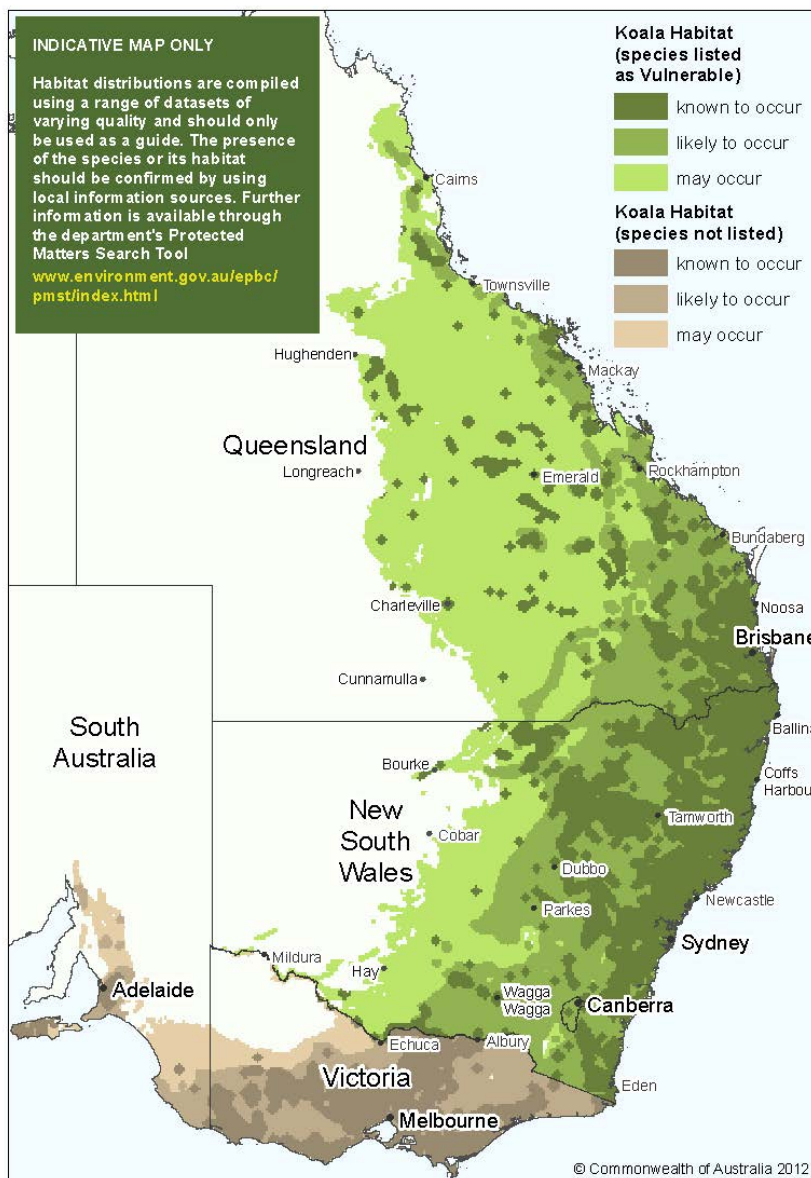 INDICATIVE MAP ONLY
Habitat distributions are compiled
using a range of datasets of
varying quality and should only
be used as a guide. The presence
of the species or its habitat
should be confirmed by using
local information sources. Further
information is available through
the department's Protected
Matters Search Tool
www.environment.gov.au/epbc/
pmst/index.html
Koala Habitat
(species listed
as Vulnerable)
known to occur
likely to occur
may occur
Koala Habitat
(species not listed)
known to occur
likely to occur
may occur
Cairns
Townsville
Hughenden
Mackay
Queensland
Longreach
Emerald
Rockhampton
Bundaberg
Charleville
Noosa
Brisbane
Cunnamulla
South
Australia
Ballina
Bourke
Coffs
Harbou
New
South
Wales
Cobar
Tamworth
Dubbo
Parkes
Newcastle
Sydney
Mildura
Hay
Adelaide
Wagga
Wagga
Canberra
Echuca
Albury
Victoria
Eden
Melbourne
© Commonwealth of Australia 2012